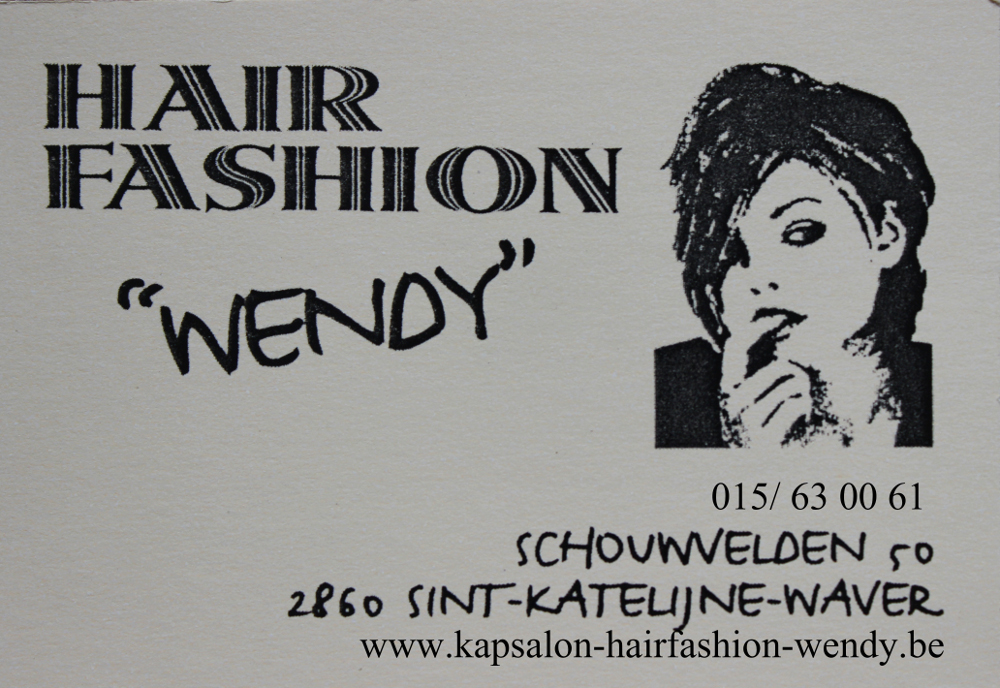 HAIR
FASHION
"WENDY"
015/ 63 00 61
SCHOUWVELDEN 50
2860 SINT-KATELIJNE-WAVER
www.kapsalon-hairfashion-wendy.be